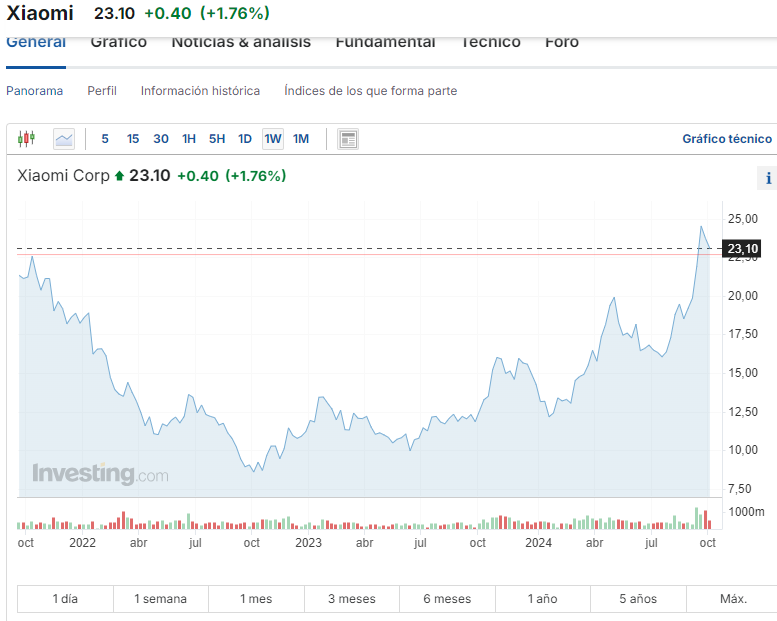 Xiaomi 23.10 +0.40 (+1.76%)
General Gráfico Noticias & análisis Fundamental Técnico Foro
Panorama Perfil Información histórica Índices de los que forma parte
5 15 30 1H 5H 1D 1W 1M Gráfico técnico
Xiaomi Corp 23.10 +0.40 (+1.76%)
i
25,00
23,10
22,50
20,00
17,50
15,00
12,50
10,00
Investing.com
7,50
1000m
oct 2022 abr jul oct 2023 abr jul oct 2024 abr jul oct
1 día 1 semana 1 mes 3 meses 6 meses 1 año 5 años Máx.